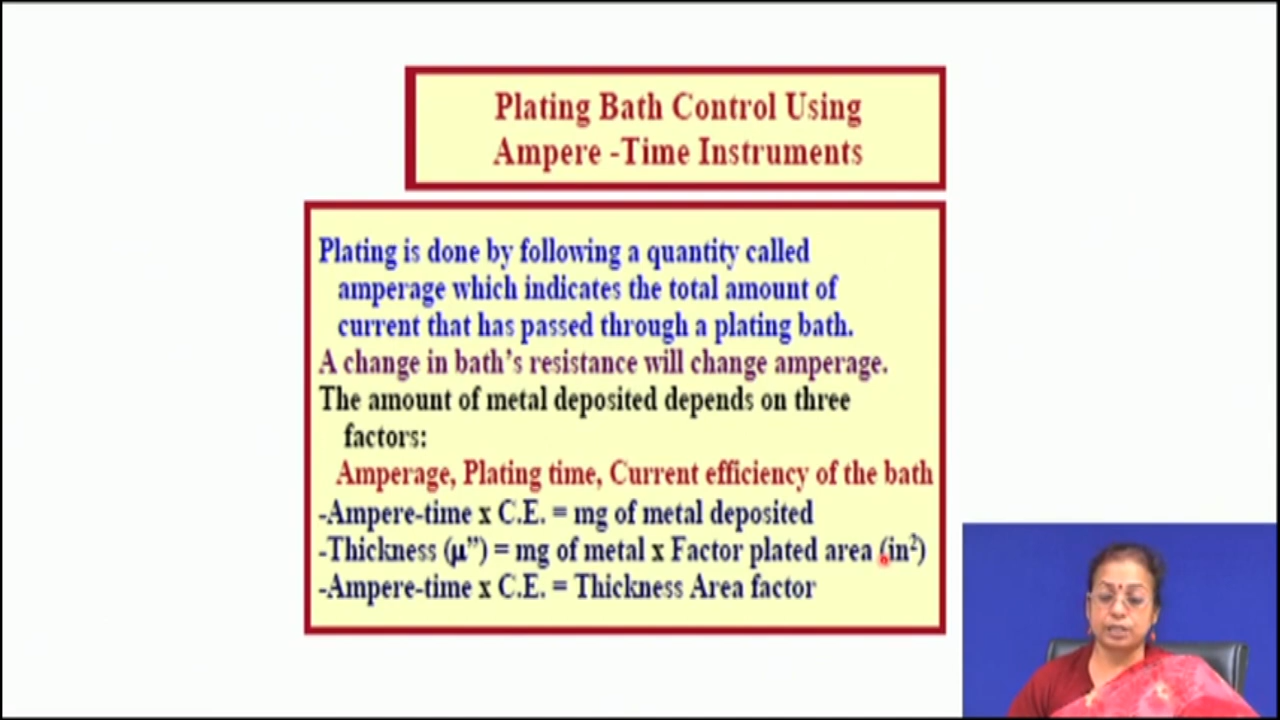 Plating Bath Control Using
Ampere -Time Instruments
Plating is done by following a quantity called
amperage which indicates the total amount of
current that has passed through a plating bath.
A change in bath's resistance will change amperage.
The amount of metal deposited depends on three
factors:
Amperage, Plating time, Current efficiency of the bath
-Ampere-time x C.E. = mg of metal deposited
-Thickness (μ") = mg of metal x Factor plated area (in²)
-Ampere-time x C.E. = Thickness Area factor